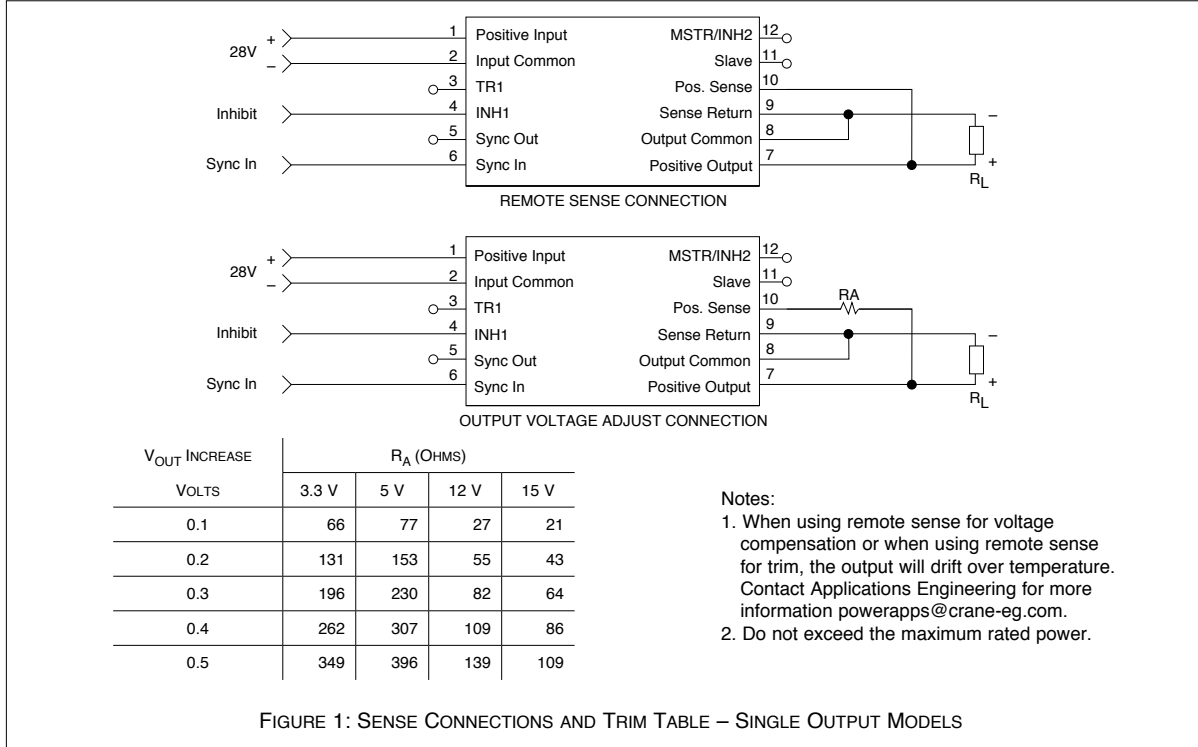 28V
+
–
Inhibit
Sync In
1 Positive Input
2 Input Common
3 TR1
4 INH1
5 Sync Out
6 Sync In
MSTR/INH2 12
Slave 11
Pos. Sense 10
Sense Return 9
Output Common 8
Positive Output 7
–
+
RL
REMOTE SENSE CONNECTION
28V
+
–
Inhibit
Sync In
1 Positive Input
2 Input Common
3 TR1
4 INH1
5 Sync Out
6 Sync In
MSTR/INH2 12
Slave 11
Pos. Sense 10
Sense Return 9
Output Common 8
Positive Output 7
RA
–
+
RL
OUTPUT VOLTAGE ADJUST CONNECTION
VOUT INCREASE RA (OHMS)
VOLTS 3.3 V 5 V 12 V 15 V
0.1 66 77 27 21
0.2 131 153 55 43
0.3 196 230 82 64
0.4 262 307 109 86
0.5 349 396 139 109
Notes:
1. When using remote sense for voltage
compensation or when using remote sense
for trim, the output will drift over temperature.
Contact Applications Engineering for more
information powerapps@crane-eg.com.
2. Do not exceed the maximum rated power.
FIGURE 1: SENSE CONNECTIONS AND TRIM TABLE – SINGLE OUTPUT MODELS